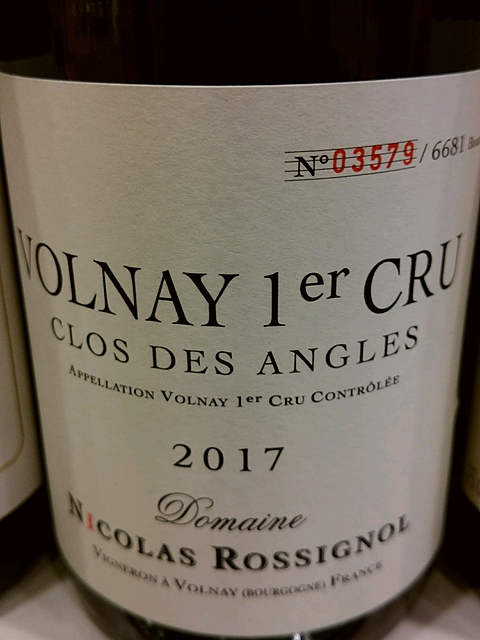 Nº03579 / 6681
VOLNAY 1er CRU
CLOS DES ANGLES
APPELLATION VOLNAY 1er CRU CONTRÔLÉE
2017
Domaine
NICOLAS ROSSIGNOL
VIGNERON À VOLNAY (BOURGOGNE) FRANCE